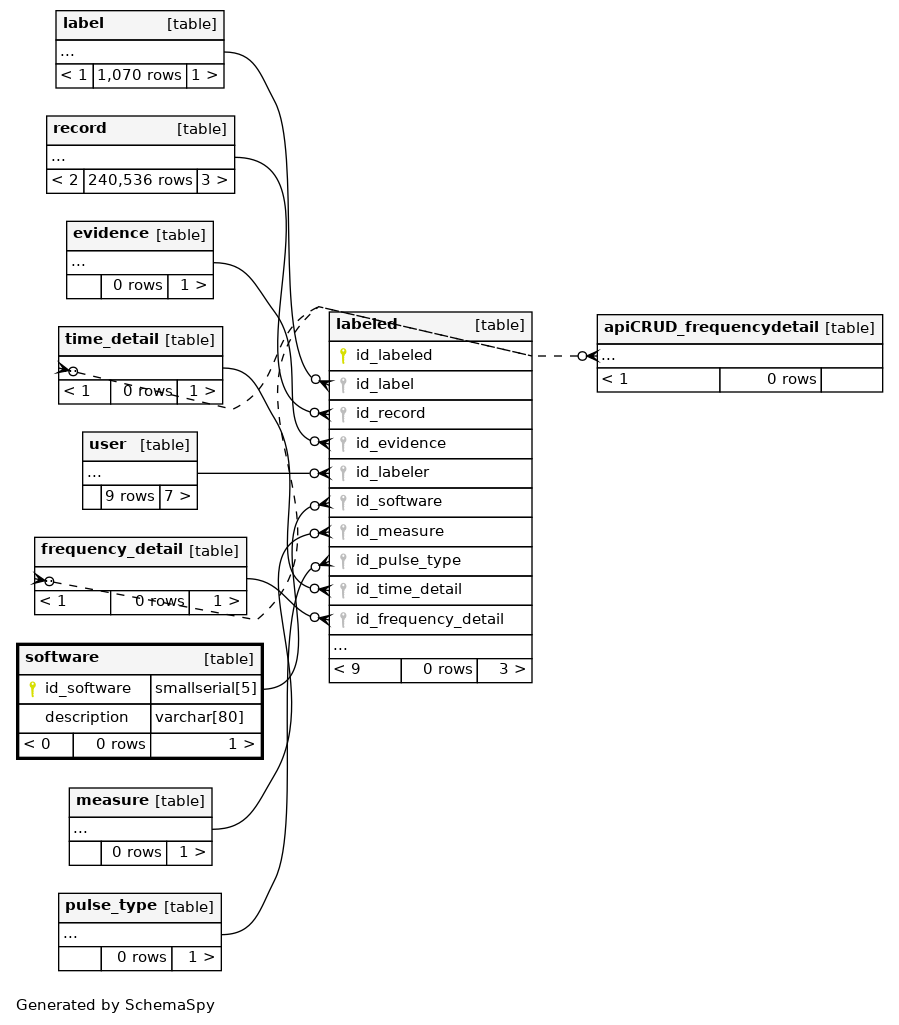 label [table]
...
< 1 1,070 rows 1 >
record [table]
...
< 2 240,536 rows 3 >
evidence [table]
...
0 rows 1 >
time_detail [table]
< 1 0 rows 1 >
user [table]
...
9 rows 7 >
frequency_detail [table]
< 1 0 rows 1 >
software [table]
id_software smallserial[5]
description varchar[80]
< 0 0 rows 1 >
measure [table]
...
0 rows 1 >
pulse_type [table]
...
0 rows 1 >
labeled [table]
id_labeled
id_label
id_record
id_evidence
id_labeler
id_software
id_measure
id_pulse_type
id_time_detail
id_frequency_detail
...
< 9 0 rows 3 >
apiCRUD_frequencydetail [table]
...
< 1 0 rows
Generated by SchemaSpy